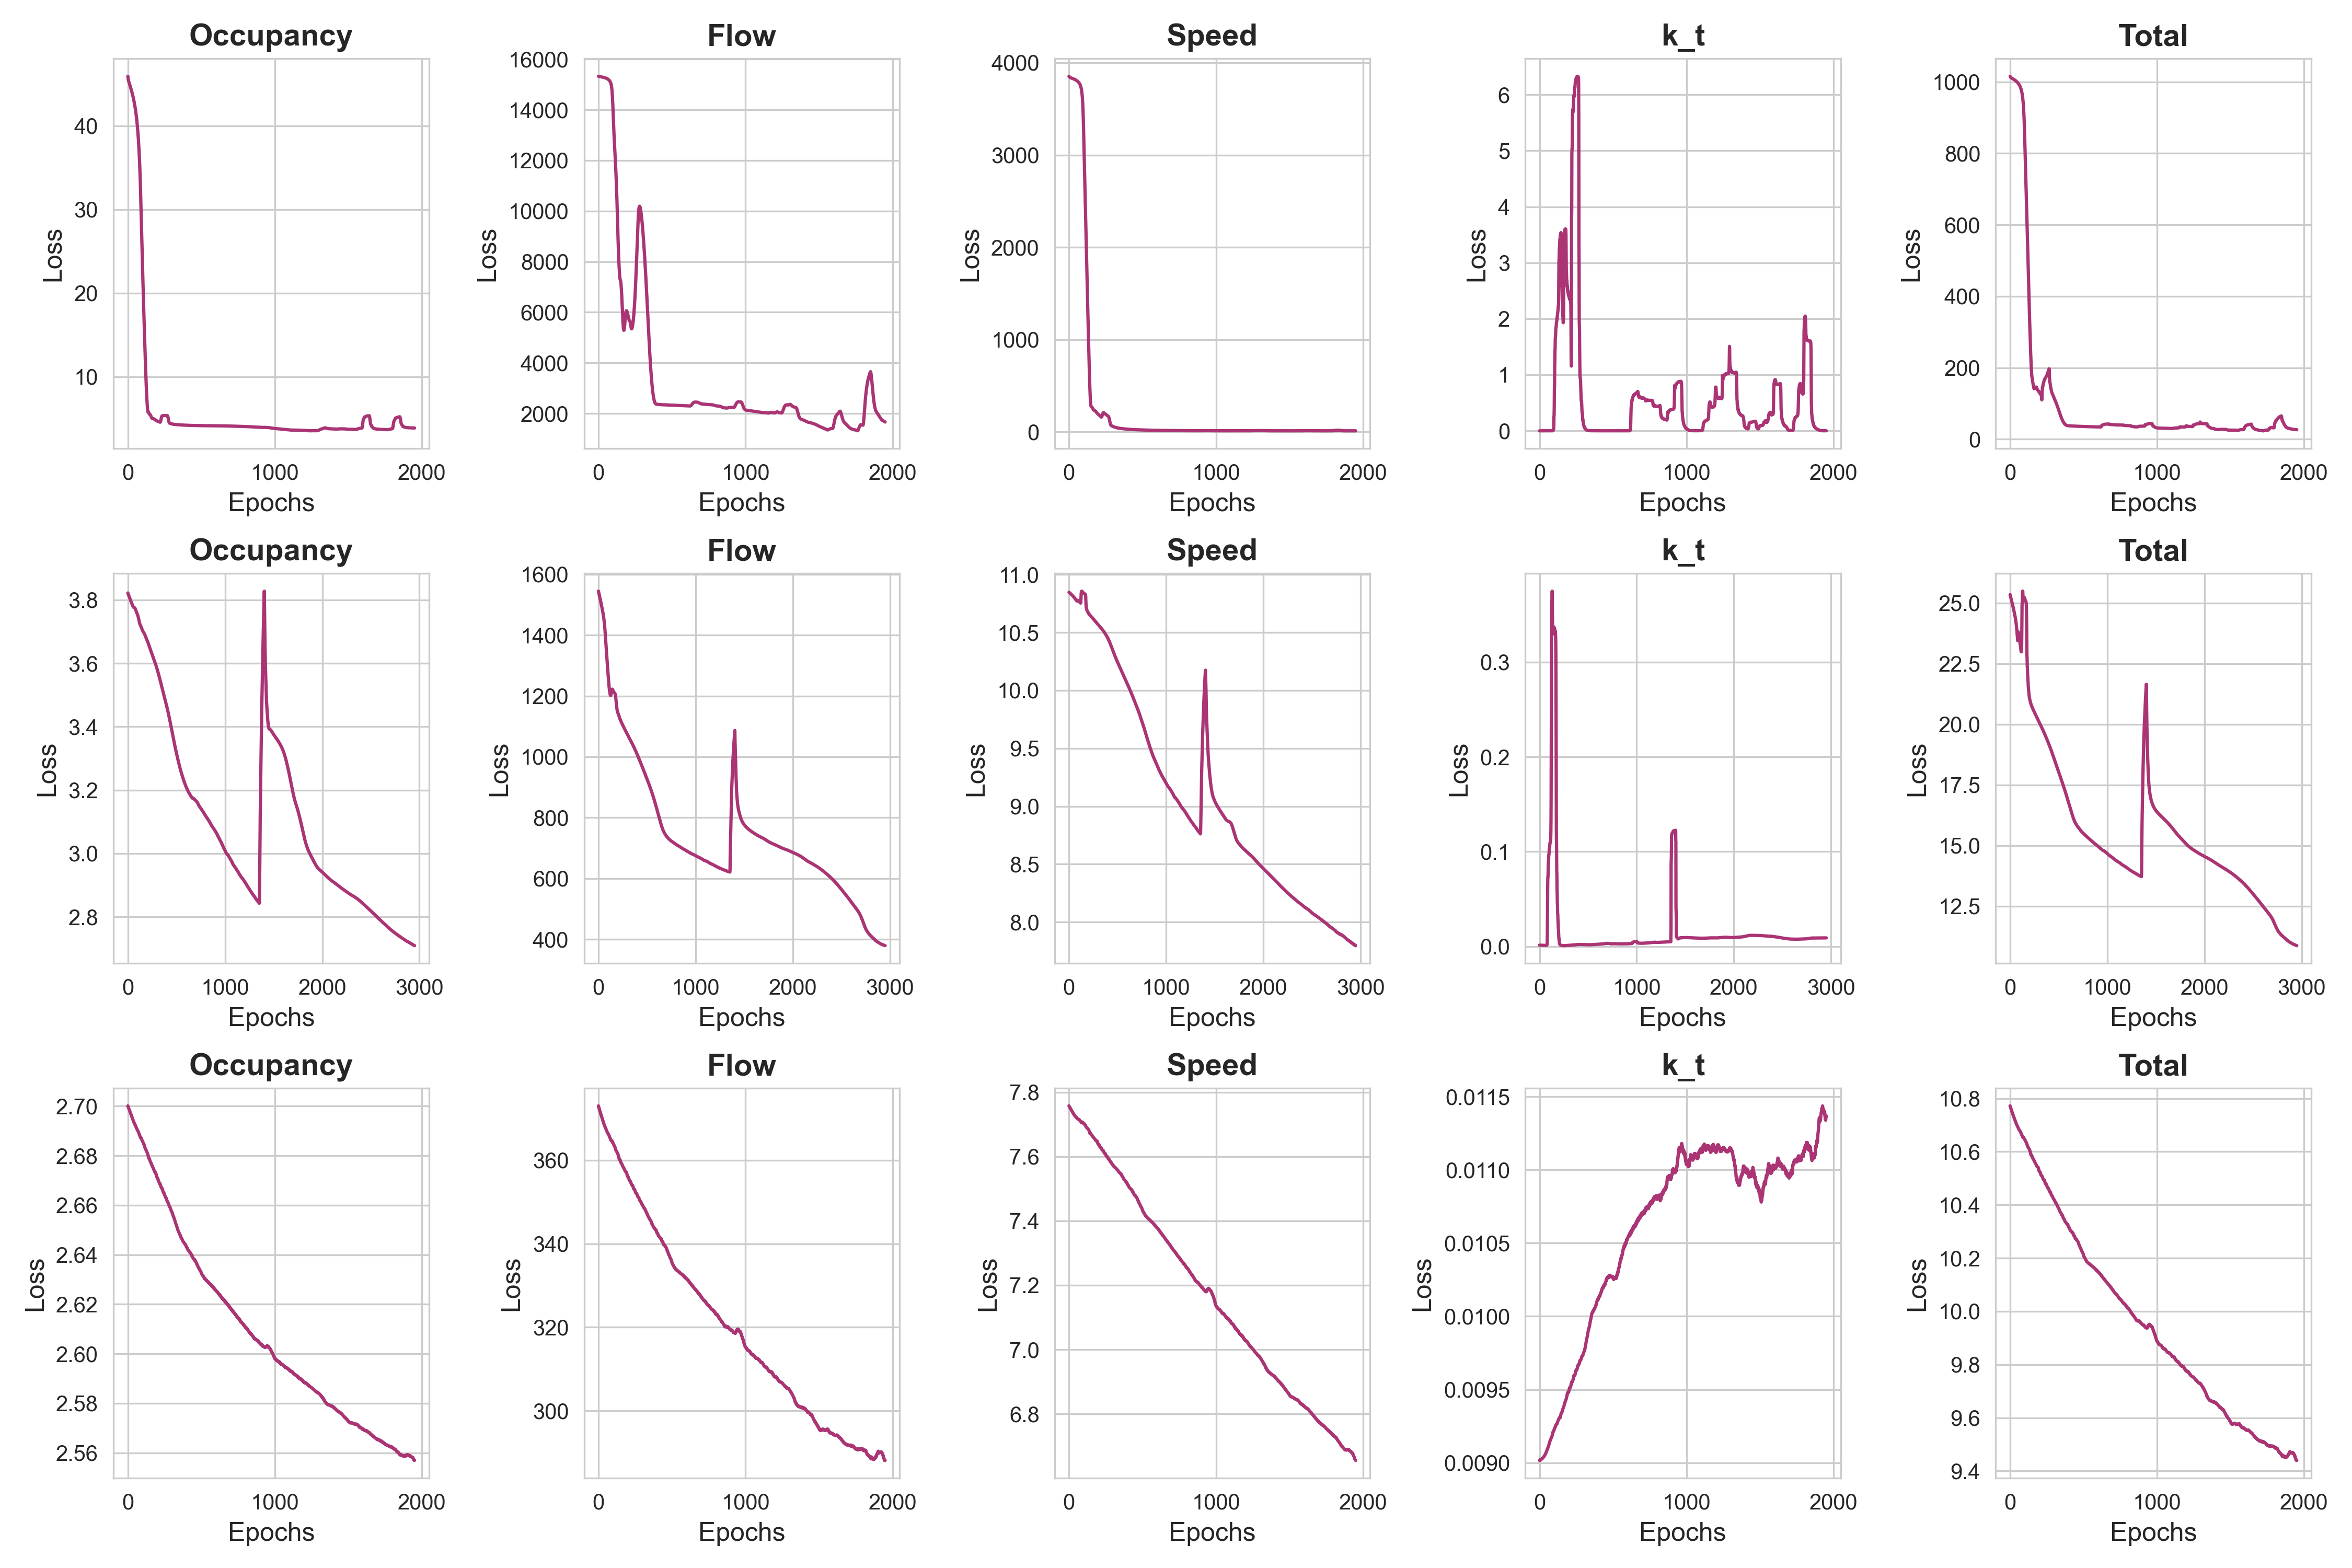 Occupancy
Loss
40
30
20
10
0 1000 2000
Epochs
Flow
Loss
16000
14000
12000
10000
8000
6000
4000
2000
0 1000 2000
Epochs
Speed
Loss
4000
3000
2000
1000
0
0 1000 2000
Epochs
k_t
Loss
6
5
4
3
2
1
0
0 1000 2000
Epochs
Total
Loss
1000
800
600
400
200
0
0 1000 2000
Epochs
Occupancy
Loss
3.8
3.6
3.4
3.2
3.0
2.8
0 1000 2000 3000
Epochs
Flow
Loss
1600
1400
1200
1000
800
600
400
0 1000 2000 3000
Epochs
Speed
Loss
11.0
10.5
10.0
9.5
9.0
8.5
8.0
0 1000 2000 3000
Epochs
k_t
Loss
0.3
0.2
0.1
0.0
0 1000 2000 3000
Epochs
Total
Loss
25.0
22.5
20.0
17.5
15.0
12.5
0 1000 2000 3000
Epochs
Occupancy
Loss
2.70
2.68
2.66
2.64
2.62
2.60
2.58
2.56
0 1000 2000
Epochs
Flow
Loss
360
340
320
300
0 1000 2000
Epochs
Speed
Loss
7.8
7.6
7.4
7.2
7.0
6.8
0 1000 2000
Epochs
k_t
Loss
0.0115
0.0110
0.0105
0.0100
0.0095
0.0090
0 1000 2000
Epochs
Total
Loss
10.8
10.6
10.4
10.2
10.0
9.8
9.6
9.4
0 1000 2000
Epochs